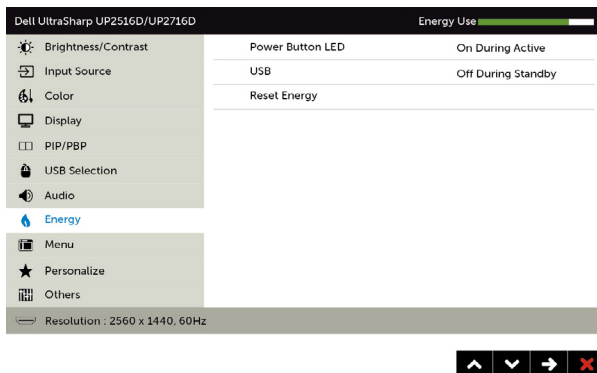 Dell UltraSharp UP2516D/UP2716D Energy Use
Brightness/Contrast Power Button LED On During Active
Input Source USB Off During Standby
Color Reset Energy
Display
PIP/PBP
USB Selection
Audio
Energy
Menu
Personalize
Others
Resolution : 2560 x 1440, 60Hz